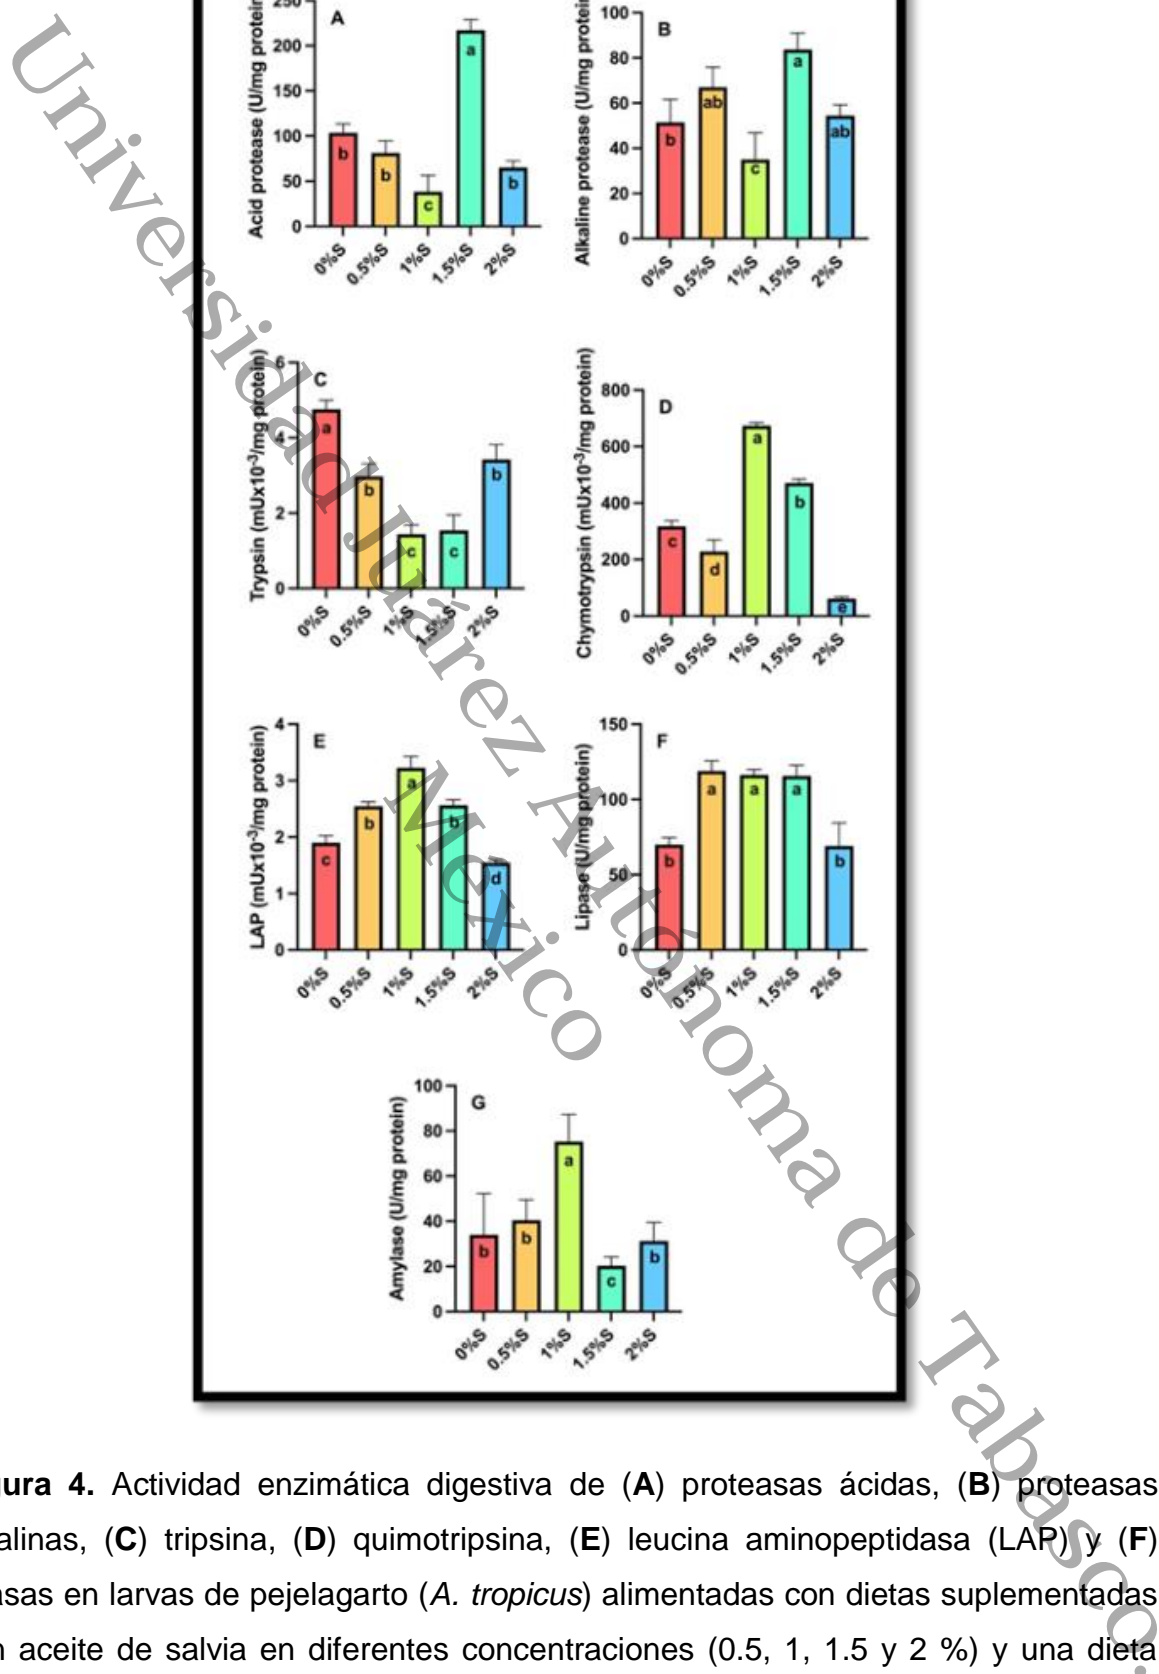 A
Acid protease (U/mg protein
250
200
150
100
50
0
b
b
c
a
b
0%S
0.5%S
1%S
1.5%S
2%S
B
Alkaline protease (U/mg protein
100
80
60
40
20
0
b
ab
c
a
ab
0%S
0.5%S
1%S
1.5%S
2%S
C
Trypsin (mUx10-3/mg protein)
6
4
2
0
a
b
c
c
b
0%S
0.5%S
1%S
1.5%S
2%S
D
Chymotrypsin (mUx10-3/mg protein)
800
600
400
200
0
c
d
a
b
e
0%S
0.5%S
1%S
1.5%S
2%S
E
LAP (mUx10-3/mg protein)
4
3
2
1
0
c
b
a
b
d
0%S
0.5%S
1%S
1.5%S
2%S
F
Lipase (U/mg protein)
150
100
50
0
b
a
a
a
b
0%S
0.5%S
1%S
1.5%S
2%S
G
Amylase (U/mg protein)
100
80
60
40
20
0
b
b
a
c
b
0%S
0.5%S
1%S
1.5%S
2%S
gura 4. Actividad enzimática digestiva de (A) proteasas ácidas, (B) proteasas
alinas, (C) tripsina, (D) quimotripsina, (E) leucina aminopeptidasa (LAP) y (F)
asas en larvas de pejelagarto (A. tropicus) alimentadas con dietas suplementadas
n aceite de salvia en diferentes concentraciones (0.5, 1, 1.5 y 2 %) y una dieta
Universidad Juárez Autónoma de Tabasco.
México